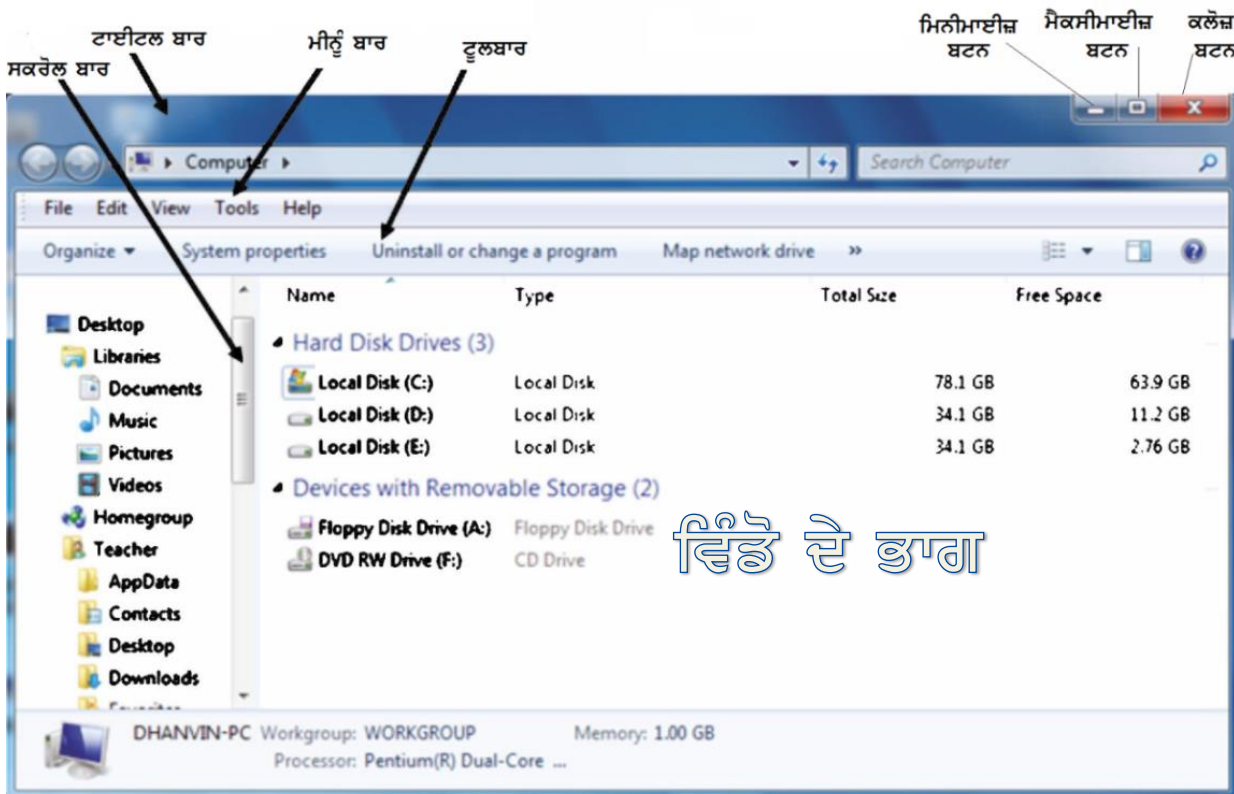 ਟਾਈਟਲ ਬਾਰ
ਮੀਨੂੰ ਬਾਰ
ਟੂਲਬਾਰ
ਸਕਰੋਲ ਬਾਰ
ਮਿਨੀਮਾਈਜ਼ ਬਟਨ
ਮੈਕਸੀਮਾਈਜ਼ ਬਟਨ
ਕਲੋਜ਼ ਬਟਨ
Computer
Search Computer
File Edit View Tools Help
Organize System properties Uninstall or change a program Map network drive »
Name Type Total Size Free Space
Desktop
Libraries
Documents
Music
Pictures
Videos
Homegroup
Teacher
AppData
Contacts
Desktop
Downloads
Hard Disk Drives (3)
Local Disk (C:) Local Disk 78.1 GB 63.9 GB
Local Disk (D:) Local Disk 34.1 GB 11.2 GB
Local Disk (E:) Local Disk 34.1 GB 2.76 GB
Devices with Removable Storage (2)
Floppy Disk Drive (A:) Floppy Disk Drive
DVD RW Drive (F:) CD Drive
ਵਿੰਡੋ ਦੇ ਭਾਗ
DHANVIN-PC Workgroup: WORKGROUP Memory: 1.00 GB
Processor: Pentium(R) Dual-Core ...